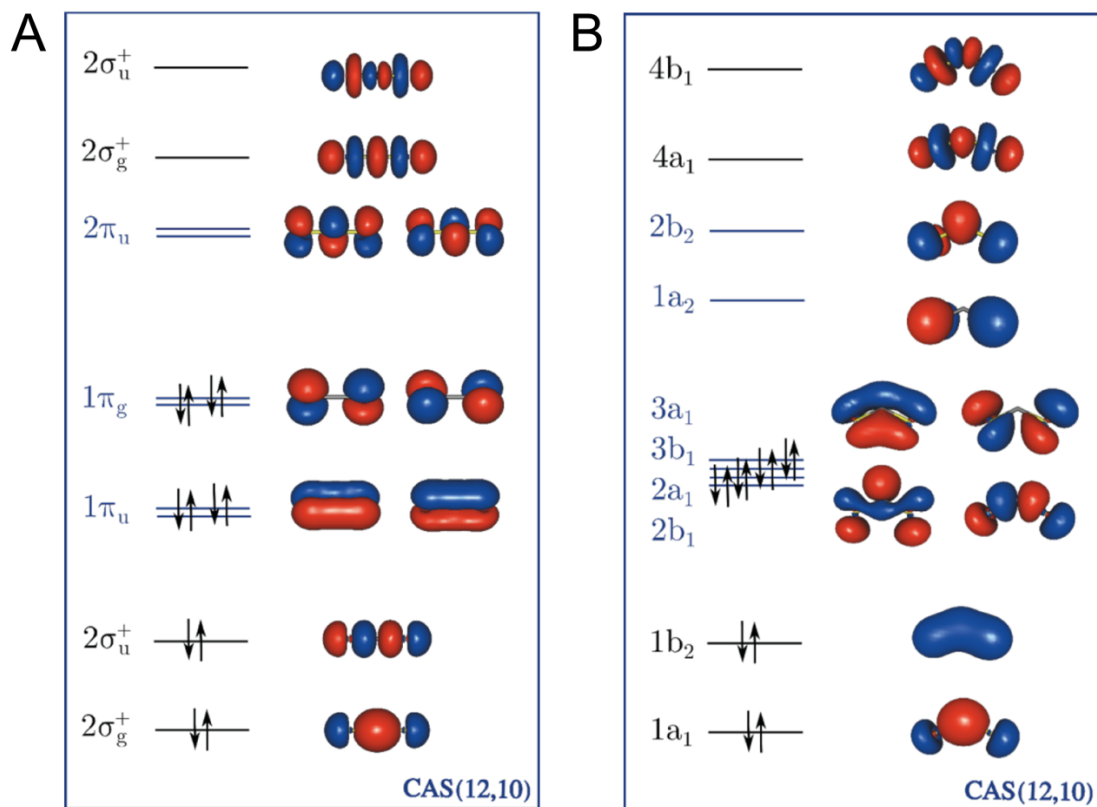 A
2σ⁺ᵤ
2σ⁺g
2πᵤ
1πg
1πᵤ
2σ⁺ᵤ
2σ⁺g
CAS(12,10)
B
4b₁
4a₁
2b₂
1a₂
3a₁
3b₁
2a₁
2b₁
1b₂
1a₁
CAS(12,10)